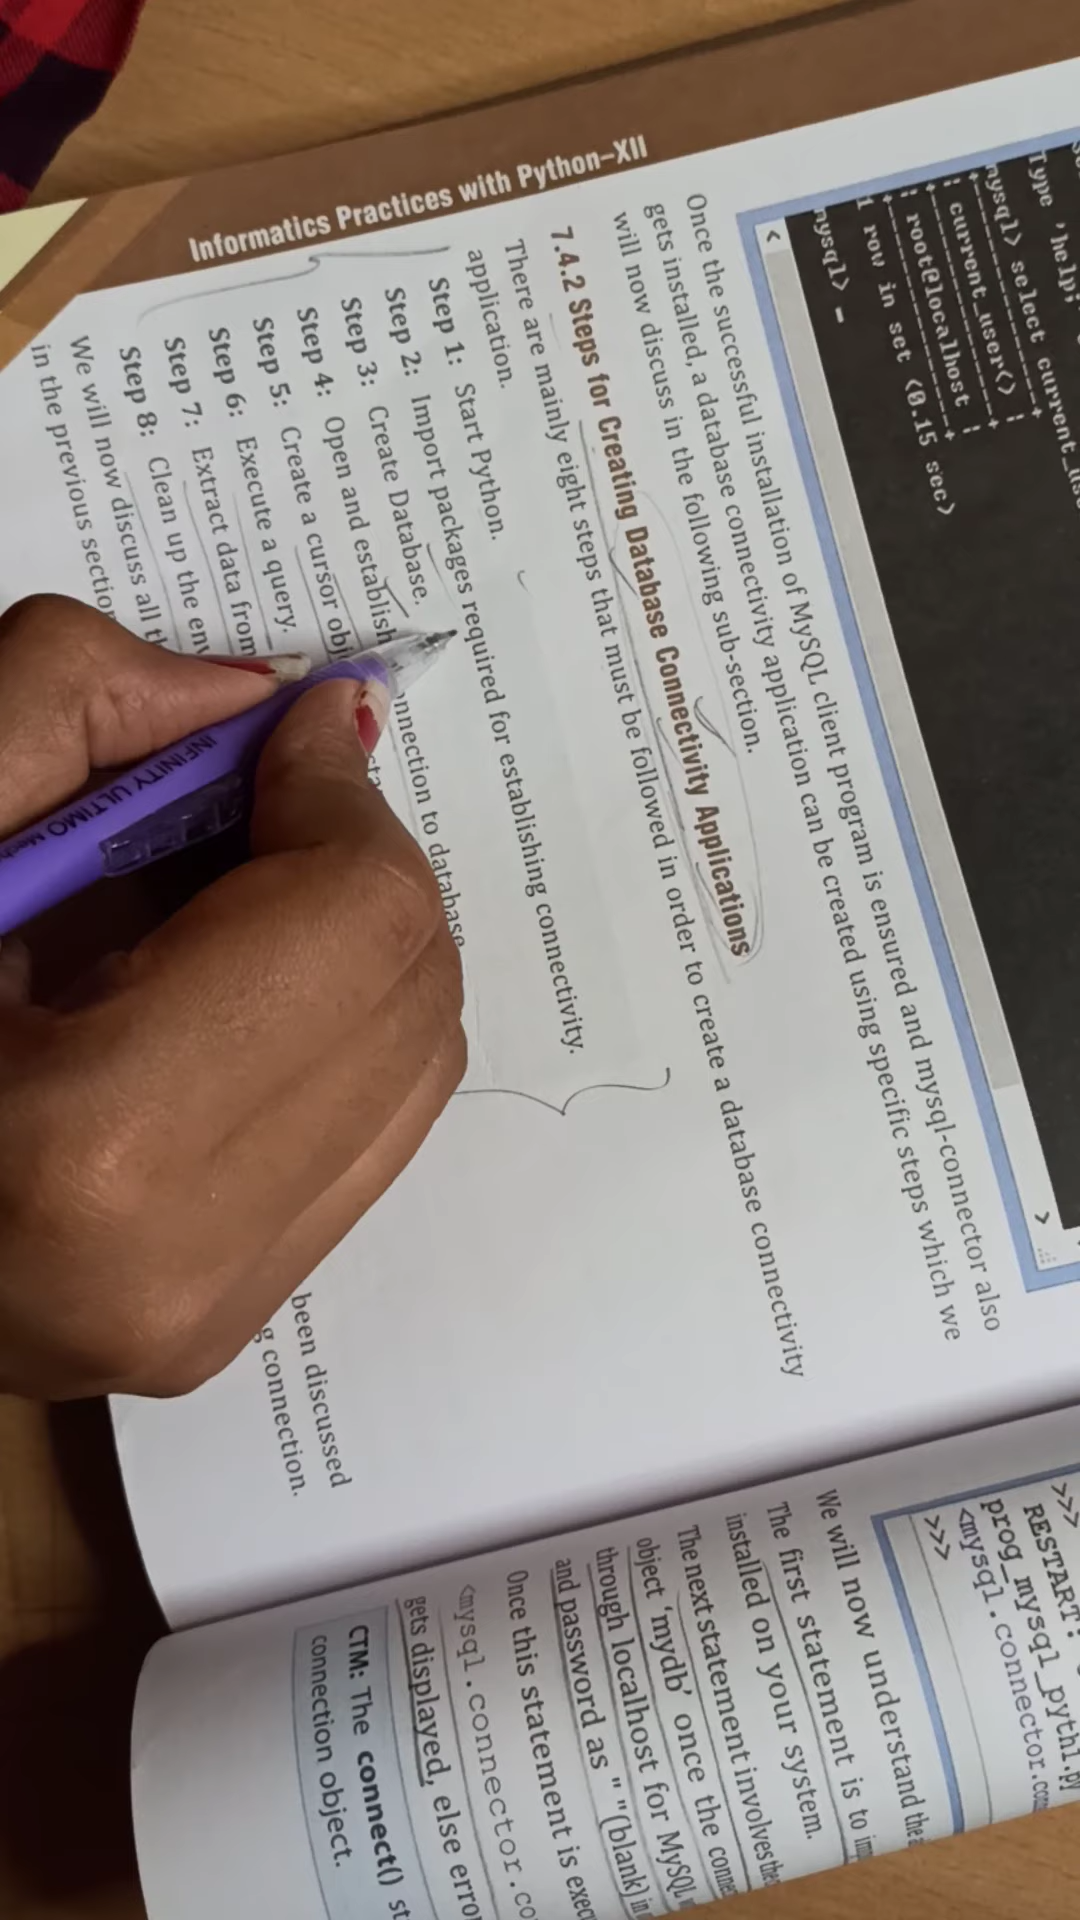 Type 'help;
mysql> select current_us
current_user()
root@localhost
1 row in set (0.15 sec)
mysql> _
Once the successful installation of MySQL client program is ensured and mysql-connector also
gets installed, a database connectivity application can be created using specific steps which we
will now discuss in the following sub-section.
7.4.2 Steps for Creating Database Connectivity Applications
There are mainly eight steps that must be followed in order to create a database connectivity
application.
Step 1: Start Python.
Step 2: Import packages required for establishing connectivity.
Step 3: Create Database.
Step 4: Open and establish onnection to database
Step 5: Create a cursor obj
Step 6: Execute a query.
Step 7: Extract data from
Step 8: Clean up the env
We will now discuss all th been discussed
in the previous section g connection.
Informatics Practices with Python–XII
INFINITY ULTIMO
>>>
RESTART:
prog_mysql_pyth1.py
<mysql.connector.con
>>>
We will now understand the
The first statement is to imp
installed on your system.
The next statement involves the
object 'mydb' once the connec
through localhost for MySQL
and password as " "(blank) in
Once this statement is exec
<mysql.connector.co
gets displayed, else erro
CTM: The connect() st
connection object.